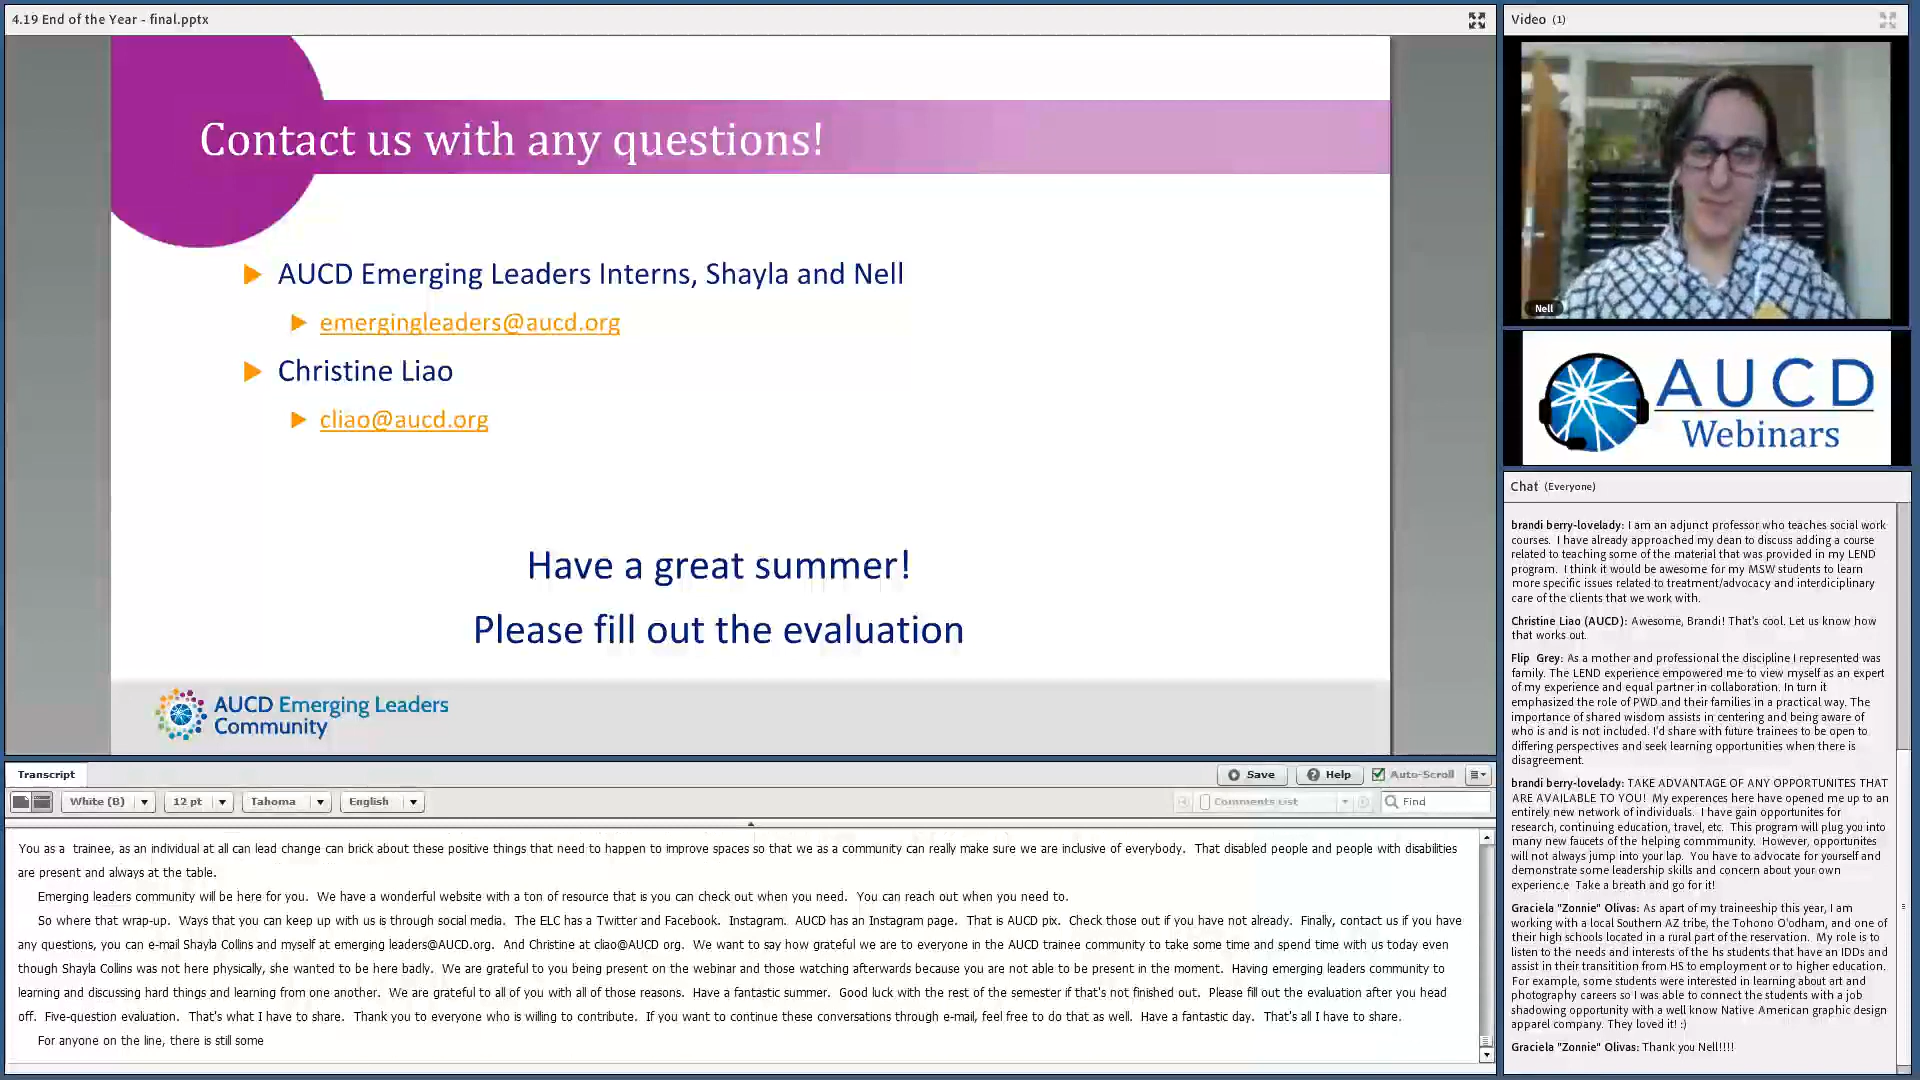 4.19 End of the Year - final.pptx
Contact us with any questions!
AUCD Emerging Leaders Interns, Shayla and Nell
emergingleaders@aucd.org
Christine Liao
cliao@aucd.org
Have a great summer!
Please fill out the evaluation
AUCD Emerging Leaders
Community
Transcript
Save
Help
Auto-Scroll
White (B)
12 pt
Tahoma
English
Comments List
Find
You as a  trainee, as an individual at all can lead change can brick about these positive things that need to happen to improve spaces so that we as a community can really make sure we are inclusive of everybody.  That disabled people and people with disabilities
are present and always at the table.
Emerging leaders community will be here for you.  We have a wonderful website with a ton of resource that is you can check out when you need.  You can reach out when you need to.
So where that wrap-up.  Ways that you can keep up with us is through social media.  The ELC has a Twitter and Facebook.  Instagram.  AUCD has an Instagram page.  That is AUCD pix.  Check those out if you have not already.  Finally, contact us if you have
any questions, you can e-mail Shayla Collins and myself at emerging leaders@AUCD.org.  And Christine at cliao@AUCD org.  We want to say how grateful we are to everyone in the AUCD trainee community to take some time and spend time with us today even
though Shayla Collins was not here physically, she wanted to be here badly.  We are grateful to you being present on the webinar and those watching afterwards because you are not able to be present in the moment.  Having emerging leaders community to
learning and discussing hard things and learning from one another.  We are grateful to all of you with all of those reasons.  Have a fantastic summer.  Good luck with the rest of the semester if that's not finished out.  Please fill out the evaluation after you head
off.  Five-question evaluation.  That's what I have to share.  Thank you to everyone who is willing to contribute.  If you want to continue these conversations through e-mail, feel free to do that as well.  Have a fantastic day.  That's all I have to share.
For anyone on the line, there is still some
Video (1)
Nell
AUCD
Webinars
Chat (Everyone)
brandi berry-lovelady: I am an adjunct professor who teaches social work
courses.  I have already approached my dean to discuss adding a course
related to teaching some of the material that was provided in my LEND
program.  I think it would be awesome for my MSW students to learn
more specific issues related to treatment/advocacy and interdiciplinary
care of the clients that we work with.
Christine Liao (AUCD): Awesome, Brandi! That's cool. Let us know how
that works out.
Flip  Grey: As a mother and professional the discipline I represented was
family. The LEND experience empowered me to view myself as an expert
of my experience and equal partner in collaboration. In turn it
emphasized the role of PWD and their families in a practical way. The
importance of shared wisdom assists in centering and being aware of
who is and is not included. I'd share with future trainees to be open to
differing perspectives and seek learning opportunities when there is
disagreement.
brandi berry-lovelady: TAKE ADVANTAGE OF ANY OPPORTUNITES THAT
ARE AVAILABLE TO YOU!  My experences here have opened me up to an
entirely new network of individuals.  I have gain opportunites for
research, continuing education, travel, etc.  This program will plug you into
many new faucets of the helping commmunity.  However, opportunites
will not always jump into your lap.  You have to advocate for yourself and
demonstrate some leadership skills and concern about your own
experienc.e  Take a breath and go for it!
Graciela "Zonnie" Olivas: As apart of my traineeship this year, I am
working with a local Southern AZ tribe, the Tohono O'odham, and one of
their high schools located in a rural part of the reservation.  My role is to
listen to the needs and interests of the hs students that have an IDDs and
assist in their transitition from HS to employment or to higher education.
For example, some students were interested in learning about art and
photography careers so I was able to connect the students with a job
shadowing opportunity with a well know Native American graphic design
apparel company. They loved it! :)
Graciela "Zonnie" Olivas: Thank you Nell!!!!